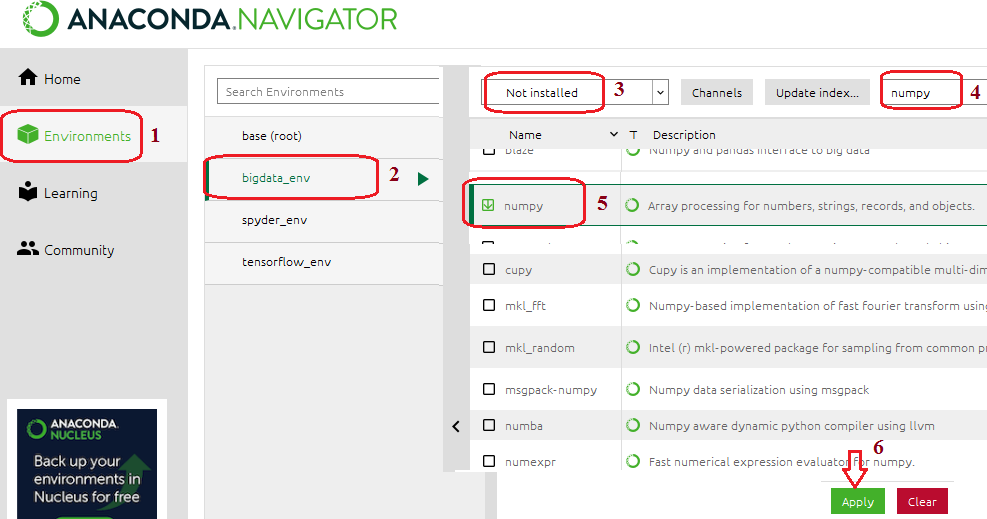 ANACONDA.NAVIGATOR
Home
Environments 1
Learning
Community
ANACONDA.
NUCLEUS
Back up your
environments in
Nucleus for free
Search Environments
base (root)
bigdata_env 2
spyder_env
tensorflow_env
Not installed 3 Channels Update index... numpy 4
Name T Description
blaze Numpy and pandas interface to big data
numpy 5 Array processing for numbers, strings, records, and objects.
cupy Cupy is an implementation of a numpy-compatible multi-dim
mkl_fft Numpy-based implementation of fast fourier transform using
mkl_random Intel (r) mkl-powered package for sampling from common pr
msgpack-numpy Numpy data serialization using msgpack
numba Numpy aware dynamic python compiler using llvm
numexpr Fast numerical expression evaluator for numpy.
6
Apply Clear